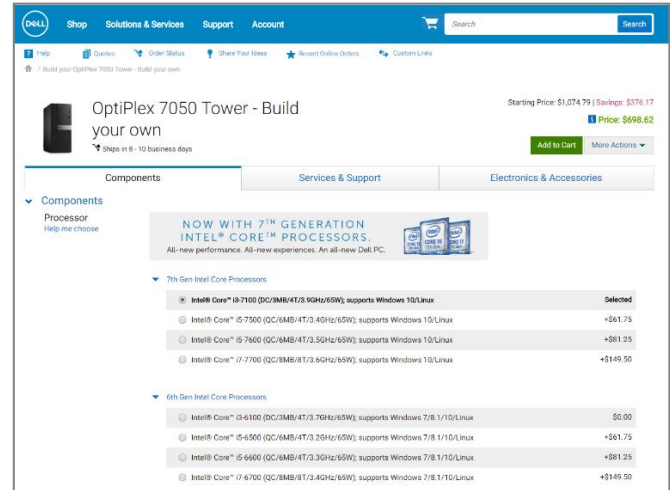 DELL Shop Solutions & Services Support Account Search Search
Help Quotes Order Status Share Your Ideas Recent Online Orders Custom Links
Build your OptiPlex 7050 Tower - Build your own
OptiPlex 7050 Tower - Build
your own
Ships in 8 - 10 business days
Starting Price: $1,074.79 | Savings: $376.17
Price: $698.62
Add to Cart More Actions
Components Services & Support Electronics & Accessories
Components
Processor
Help me choose
NOW WITH 7TH GENERATION
INTEL® CORE™ PROCESSORS.
All-new performance. All-new experiences. An all-new Dell PC.
7th Gen Intel Core Processors
Intel® Core™ i3-7100 (DC/3MB/4T/3.9GHz/65W); supports Windows 10/Linux Selected
Intel® Core™ i5-7500 (QC/6MB/4T/3.4GHz/65W); supports Windows 10/Linux +$61.75
Intel® Core™ i5-7600 (QC/6MB/4T/3.5GHz/65W); supports Windows 10/Linux +$81.25
Intel® Core™ i7-7700 (QC/8MB/8T/3.6GHz/65W); supports Windows 10/Linux +$149.50
6th Gen Intel Core Processors
Intel® Core™ i3-6100 (DC/3MB/4T/3.7GHz/65W); supports Windows 7/8.1/10/Linux $0.00
Intel® Core™ i5-6500 (QC/6MB/4T/3.2GHz/65W); supports Windows 7/8.1/10/Linux +$61.75
Intel® Core™ i5-6600 (QC/6MB/4T/3.3GHz/65W); supports Windows 7/8.1/10/Linux +$81.25
Intel® Core™ i7-6700 (QC/8MB/8T/3.4GHz/65W); supports Windows 7/8.1/10/Linux +$149.50